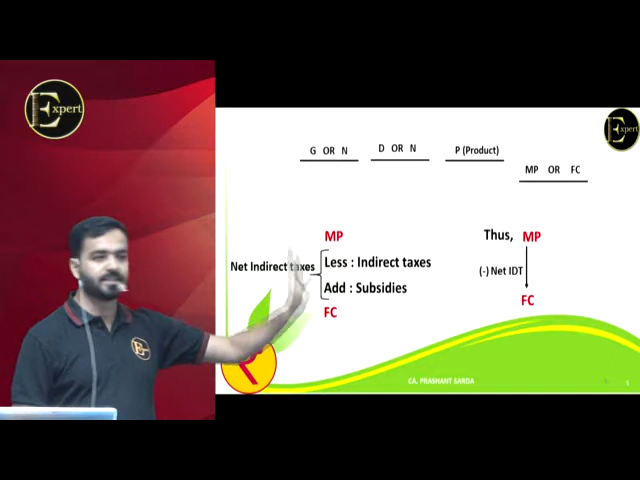 Expert
Expert
G OR N
D OR N
P (Product)
MP OR FC
MP
Net Indirect taxes
Less : Indirect taxes
Add : Subsidies
FC
Thus, MP
(-) Net IDT
FC
CA. PRASHANT SARDA